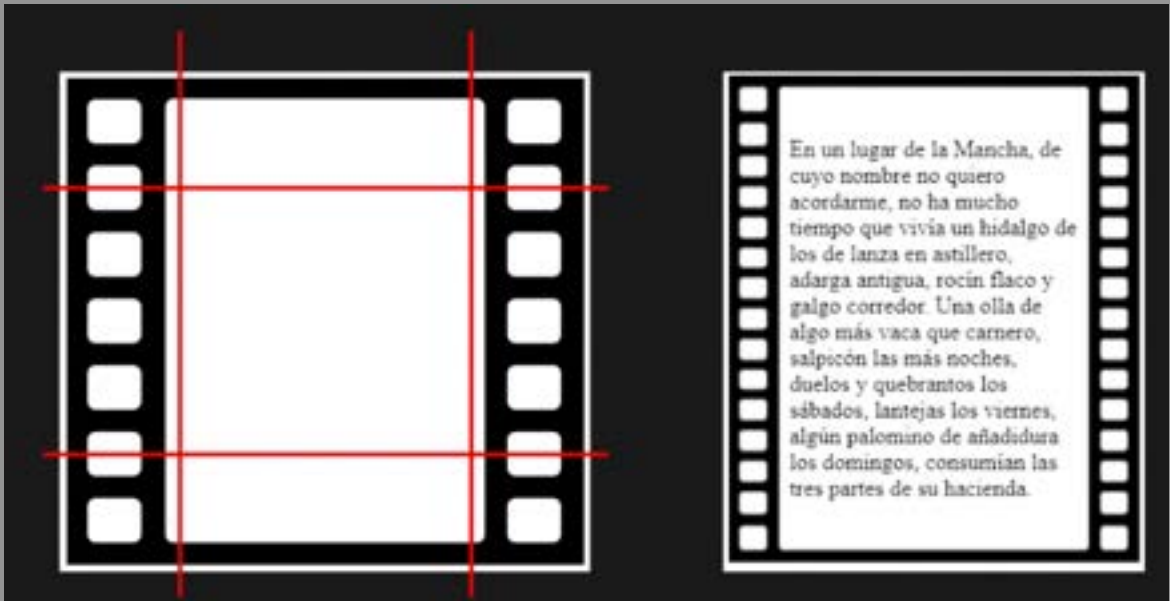 En un lugar de la Mancha, de
cuyo nombre no quiero
acordarme, no ha mucho
tiempo que vivía un hidalgo de
los de lanza en astillero,
adarga antigua, rocín flaco y
galgo corredor. Una olla de
algo más vaca que carnero,
salpicón las más noches,
duelos y quebrantos los
sábados, lantejas los viernes,
algún palomino de añadidura
los domingos, consumían las
tres partes de su hacienda.